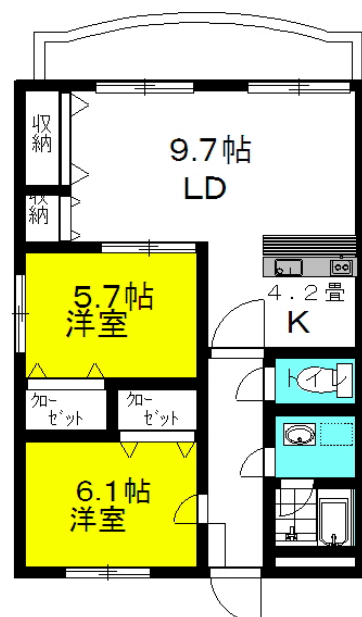 収納
9.7帖
LD
収納
5.7帖
洋室
4.2畳
K
トイレ
クローゼット
クローゼット
6.1帖
洋室